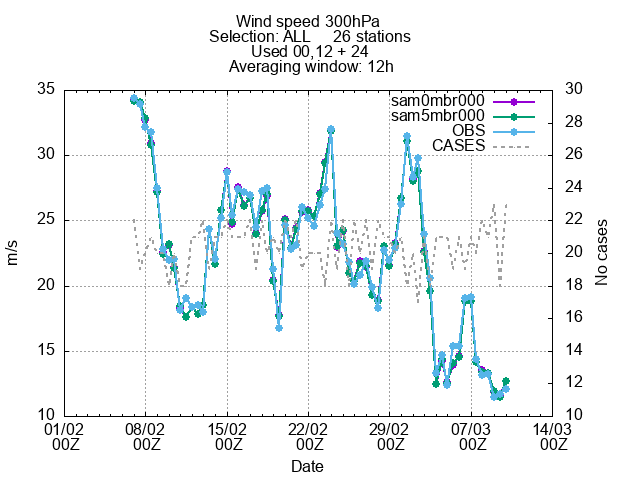 Wind speed 300hPa
Selection: ALL 26 stations
Used 00,12 + 24
Averaging window: 12h
sam0mbr000
sam5mbr000
OBS
CASES
m/s
35
30
25
20
15
10
No cases
30
28
26
24
22
20
18
16
14
12
10
01/02 08/02 15/02 22/02 29/02 07/03 14/03
00Z 00Z 00Z 00Z 00Z 00Z 00Z
Date